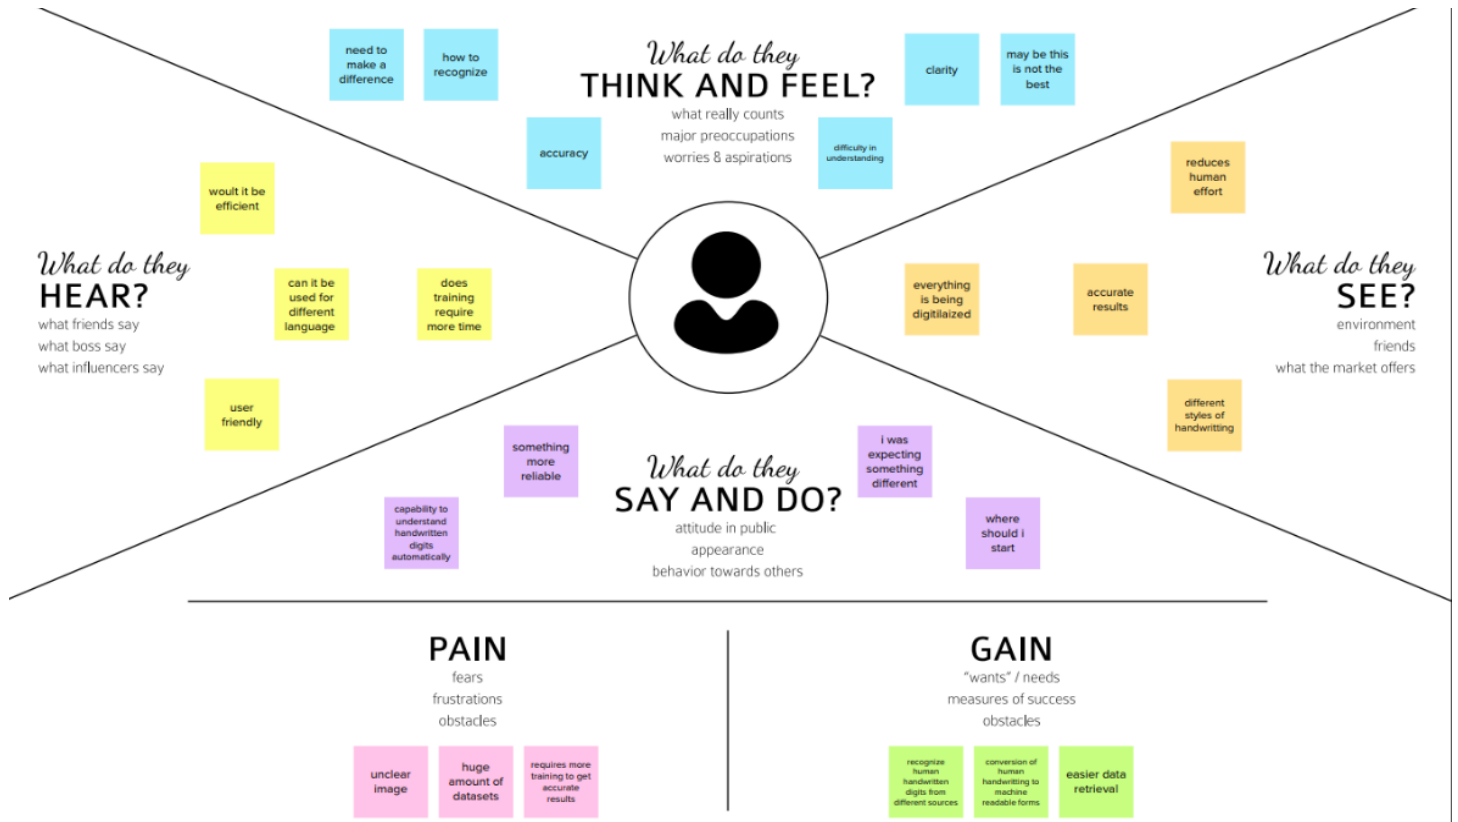 need to
make a
difference
how to
recognize
What do they
THINK AND FEEL?
what really counts
major preoccupations
worries & aspirations
clarity
may be this
is not the
best
accuracy
difficulty in
understanding
woult it be
efficient
What do they
HEAR?
what friends say
what boss say
what influencers say
can it be
used for
different
language
does
training
require
more time
user
friendly
reduces
human
effort
everything
is being
digitilaized
accurate
results
What do they
SEE?
environment
friends
what the market offers
different
styles of
handwritting
something
more
reliable
capability to
understand
handwritten
digits
automatically
What do they
SAY AND DO?
attitude in public
appearance
behavior towards others
i was
expecting
something
different
where
should i
start
PAIN
fears
frustrations
obstacles
unclear
image
huge
amount of
datasets
requires more
training to get
accurate
results
GAIN
“wants” / needs
measures of success
obstacles
recognize
human
handwritten
digits from
different sources
conversion of
human
handwritting to
machine
readable forms
easier data
retrieval